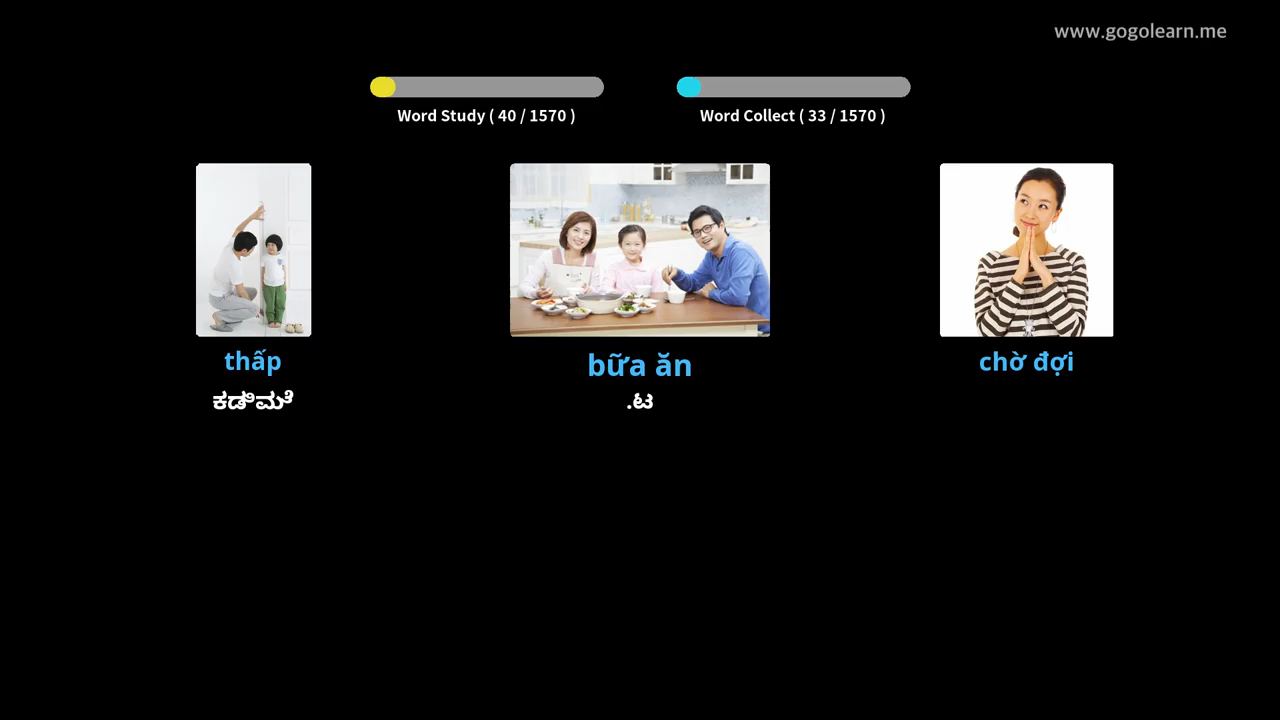 www.gogolearn.me
Word Study ( 40 / 1570 )
Word Collect ( 33 / 1570 )
thấp
bữa ăn
chờ đợi
ಕಡಿಮೆ
.ಟ